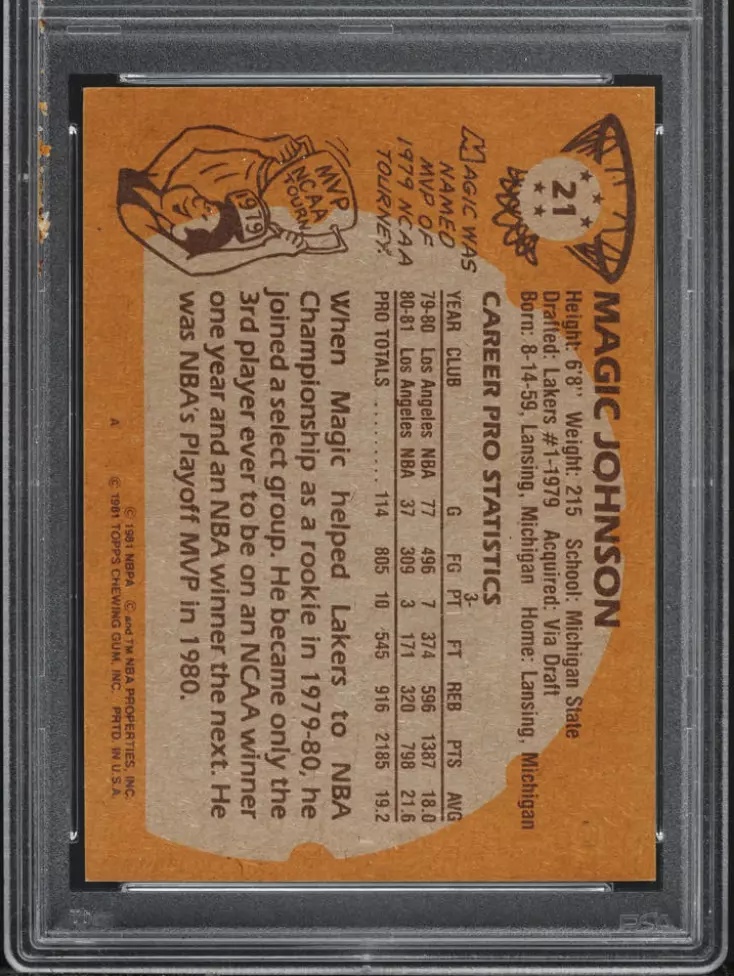 21
MAGIC JOHNSON
Height: 6'8" Weight: 215 School: Michigan State
Drafted: Lakers #1-1979 Acquired: Via Draft
Born: 8-14-59, Lansing, Michigan Home: Lansing, Michigan
CAREER PRO STATISTICS
YEAR CLUB G FG 3-PT FT REB PTS AVG
79-80 Los Angeles NBA 77 496 7 374 596 1387 18.0
80-81 Los Angeles NBA 37 309 3 171 320 798 21.6
PRO TOTALS ......... 114 805 10 545 916 2185 19.2
MAGIC WAS
NAMED
MVP OF
1979 NCAA
TOURNEY.
MVP
NCAA
TOURN.
1979
When Magic helped Lakers to NBA
Championship as a rookie in 1979-80, he
joined a select group. He became only the
3rd player ever to be on an NCAA winner
one year and an NBA winner the next. He
was NBA's Playoff MVP in 1980.
© 1981 NBPA © and TM NBA PROPERTIES, INC.
A © 1981 TOPPS CHEWING GUM, INC. PRTD. IN U.S.A.
PSA